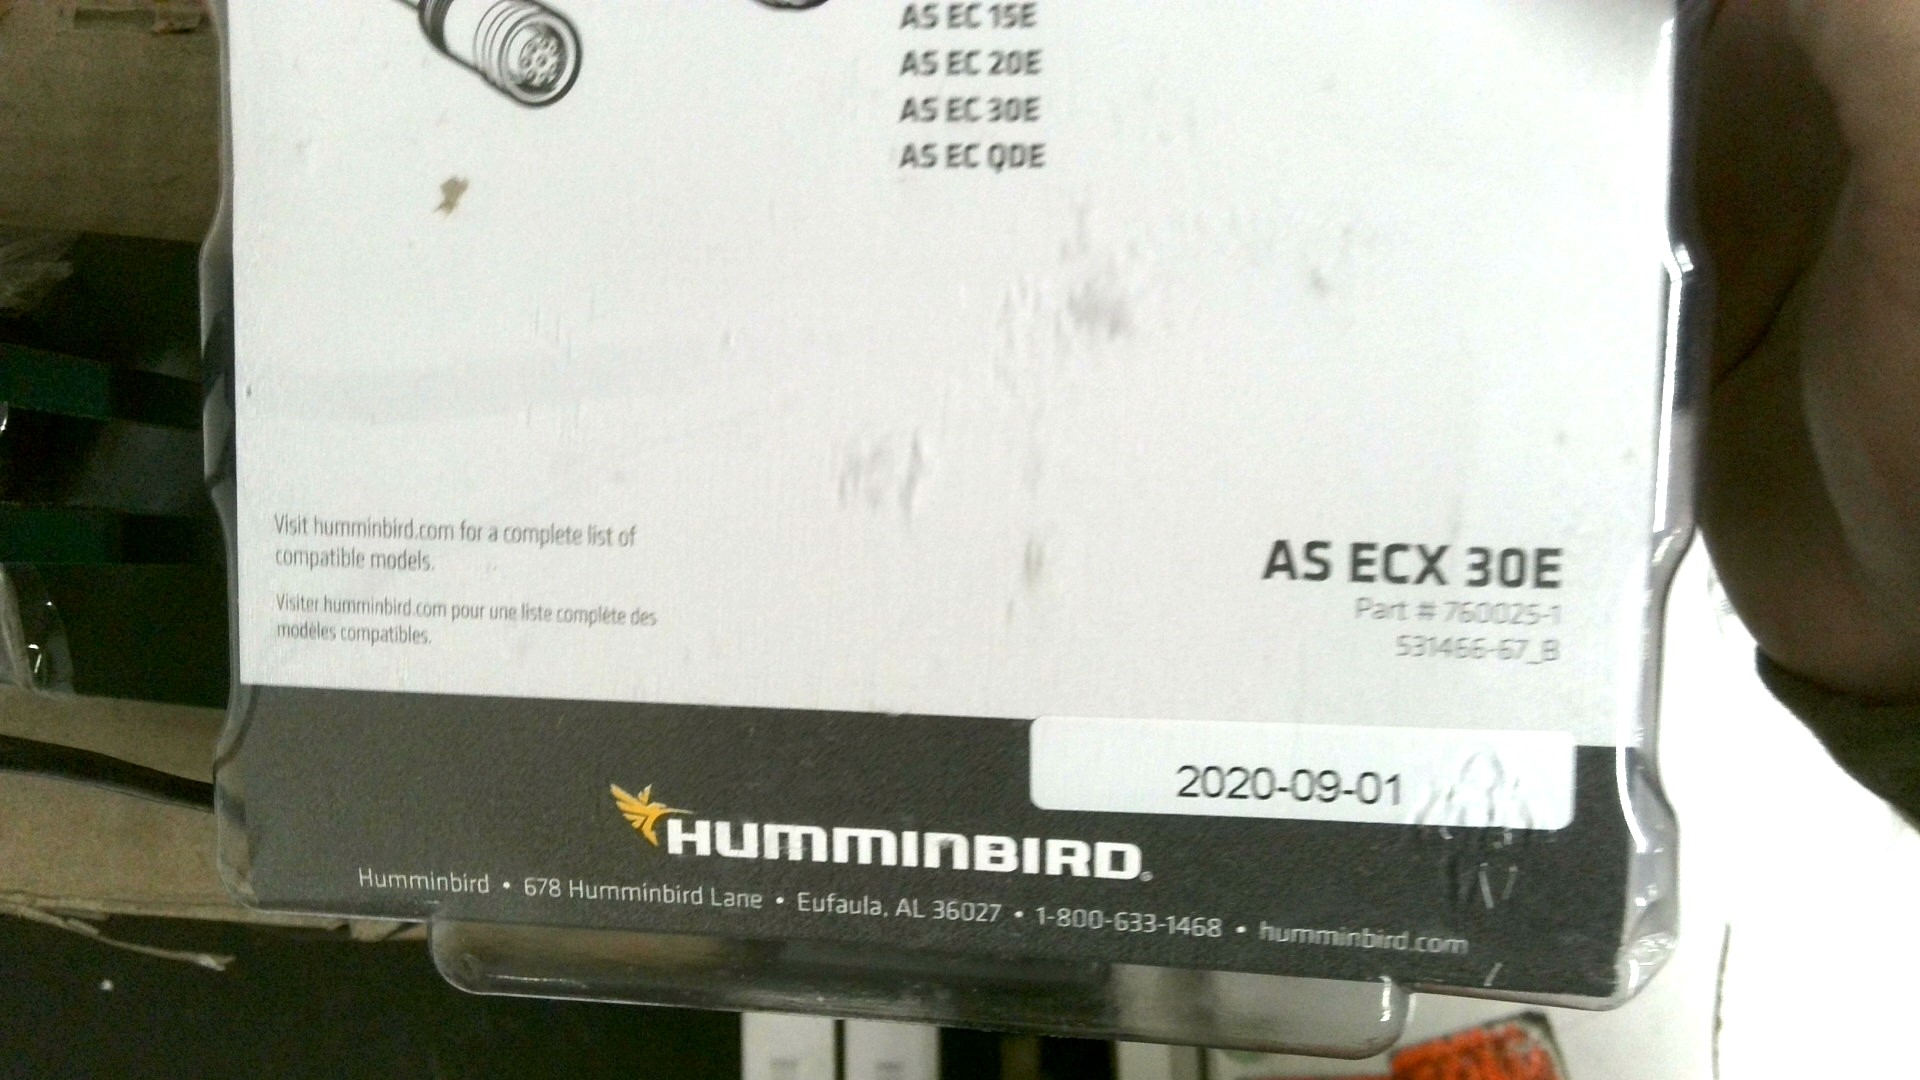 AS EC 15E
AS EC 20E
AS EC 30E
AS EC QDE
Visit humminbird.com for a complete list of
compatible models.
Visiter humminbird.com pour une liste complète des
modèles compatibles.
AS ECX 30E
Part # 760025-1
531466-67_B
2020-09-01
HUMMINBIRD®
Humminbird • 678 Humminbird Lane • Eufaula, AL 36027 • 1-800-633-1468 • humminbird.com